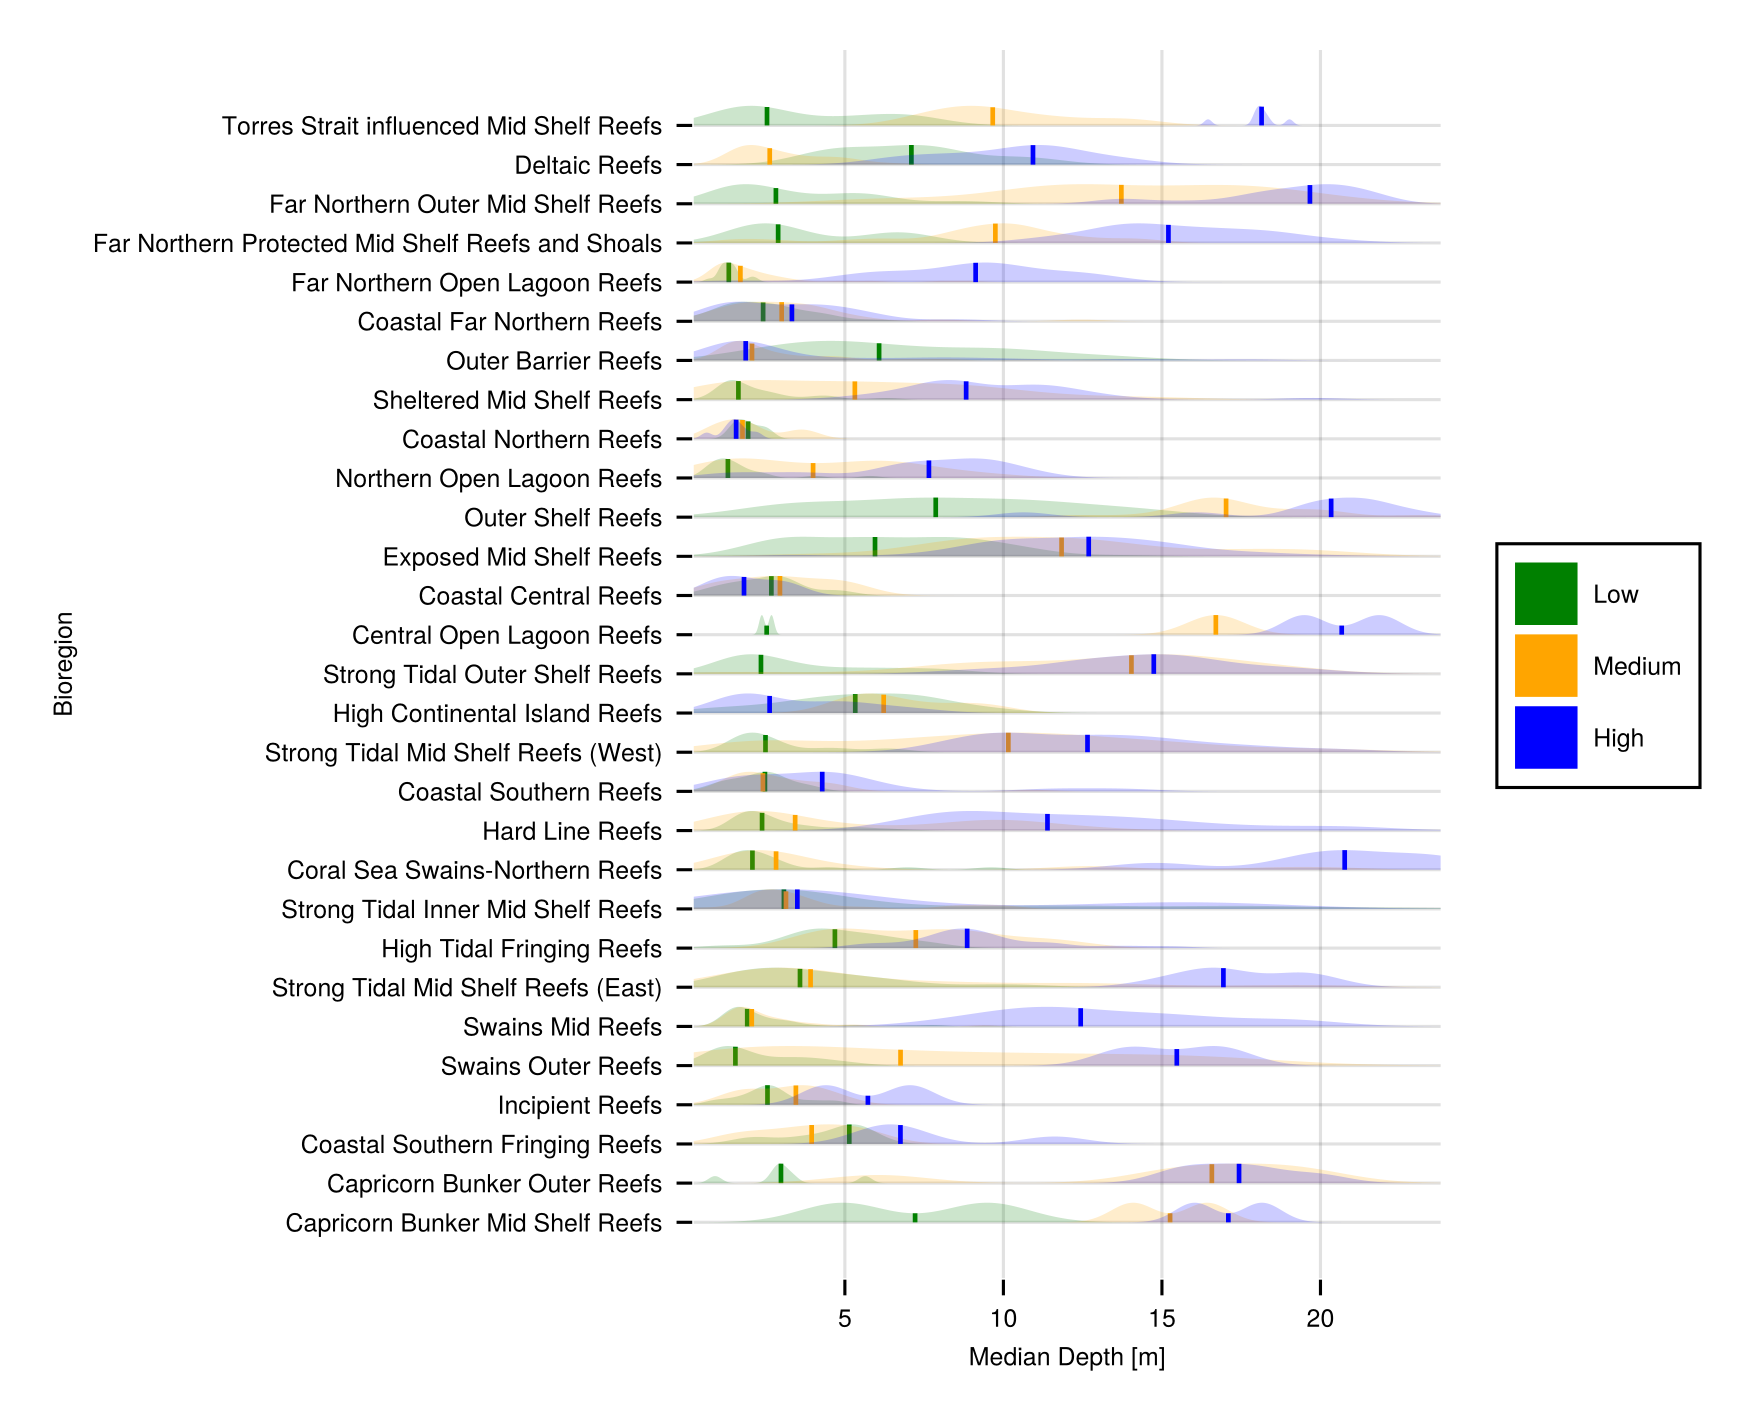 Torres Strait influenced Mid Shelf Reefs
Deltaic Reefs
Far Northern Outer Mid Shelf Reefs
Far Northern Protected Mid Shelf Reefs and Shoals
Far Northern Open Lagoon Reefs
Coastal Far Northern Reefs
Outer Barrier Reefs
Sheltered Mid Shelf Reefs
Coastal Northern Reefs
Northern Open Lagoon Reefs
Outer Shelf Reefs
Exposed Mid Shelf Reefs
Coastal Central Reefs
Central Open Lagoon Reefs
Strong Tidal Outer Shelf Reefs
High Continental Island Reefs
Strong Tidal Mid Shelf Reefs (West)
Coastal Southern Reefs
Hard Line Reefs
Coral Sea Swains-Northern Reefs
Strong Tidal Inner Mid Shelf Reefs
High Tidal Fringing Reefs
Strong Tidal Mid Shelf Reefs (East)
Swains Mid Reefs
Swains Outer Reefs
Incipient Reefs
Coastal Southern Fringing Reefs
Capricorn Bunker Outer Reefs
Capricorn Bunker Mid Shelf Reefs
Bioregion
5 10 15 20
Median Depth [m]
Low
Medium
High